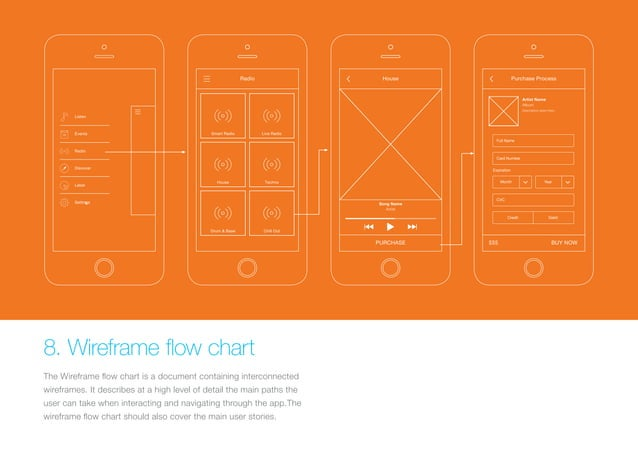 Listen
Events
Radio
Discover
Label
Settings
Radio
Smart Radio
Live Radio
House
Techno
Drum & Base
Chill Out
House
Song Name
Artist
PURCHASE
Purchase Process
Artist Name
Album
Full Name
Card Number
Expiration
Month
Year
CVC
Credit
Debit
$$$
BUY NOW
8. Wireframe flow chart
The Wireframe flow chart is a document containing interconnected
wireframes. It describes at a high level of detail the main paths the
user can take when interacting and navigating through the app.The
wireframe flow chart should also cover the main user stories.